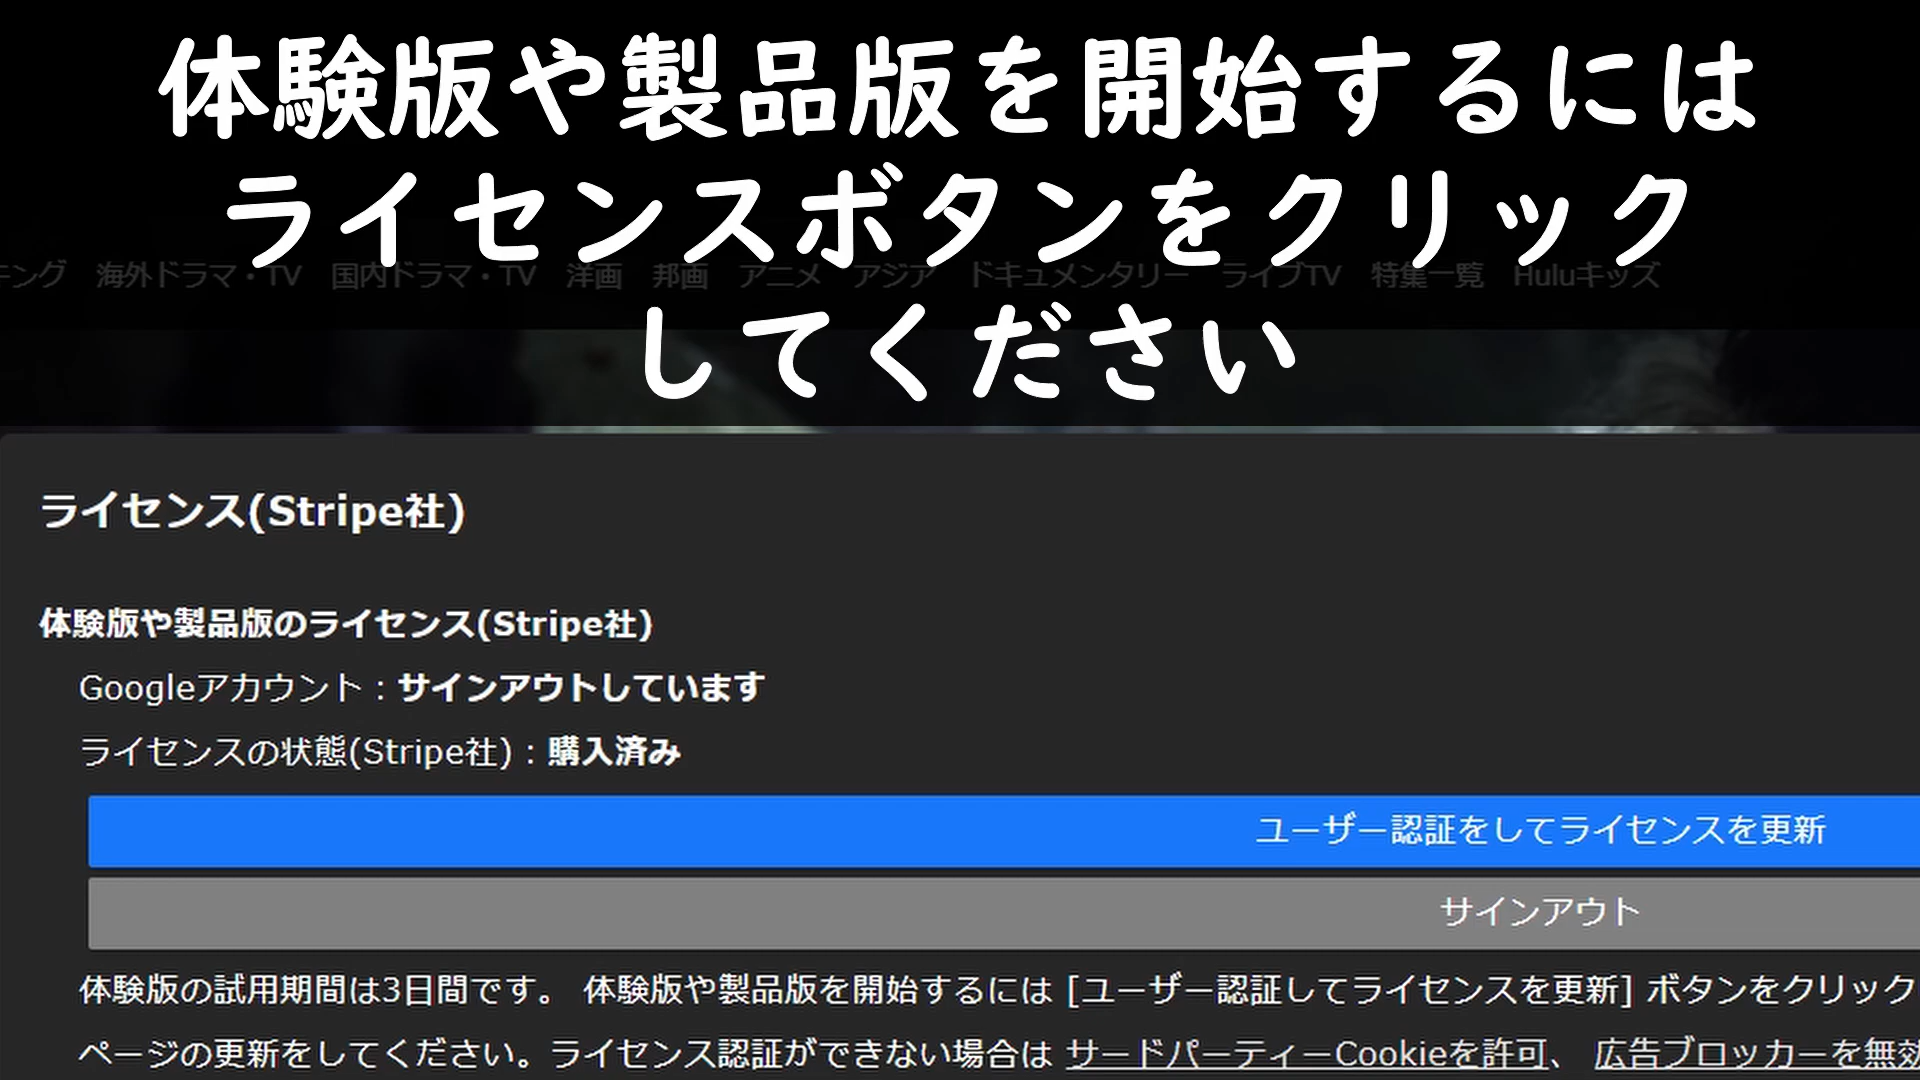 体験版や製品版を開始するには
ライセンスボタンをクリック
キング 海外ドラマ・TV 国内ドラマ・TV 洋画 邦画 アニメ アジア ドキュメンタリー ライブTV 特集一覧 Huluキッズ
してください
ライセンス(Stripe社)
体験版や製品版のライセンス(Stripe社)
Googleアカウント : サインアウトしています
ライセンスの状態(Stripe社) : 購入済み
ユーザー認証をしてライセンスを更新
サインアウト
体験版の試用期間は3日間です。 体験版や製品版を開始するには [ユーザー認証してライセンスを更新] ボタンをクリック
ページの更新をしてください。ライセンス認証ができない場合は サードパーティーCookieを許可、 広告ブロッカーを無効